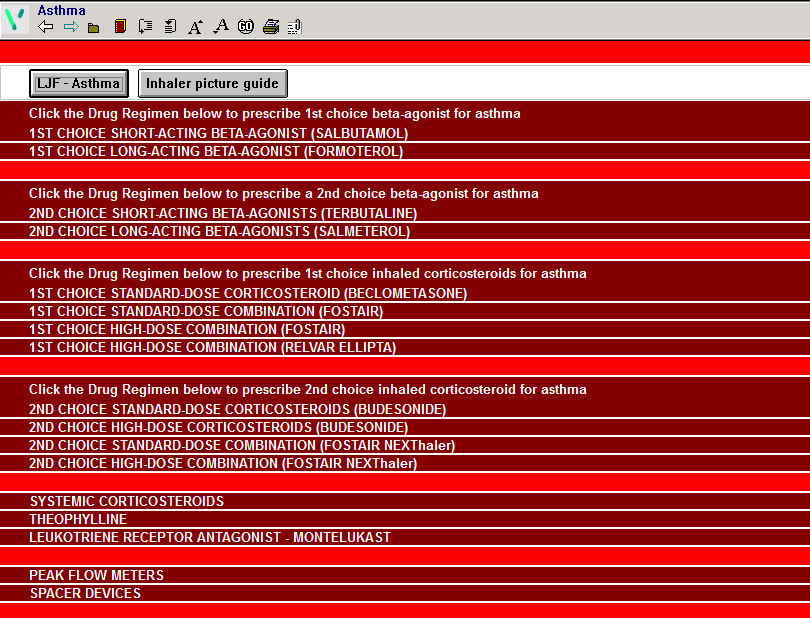 Asthma
A A GO
LJF - Asthma
Inhaler picture guide
Click the Drug Regimen below to prescribe 1st choice beta-agonist for asthma
1ST CHOICE SHORT-ACTING BETA-AGONIST (SALBUTAMOL)
1ST CHOICE LONG-ACTING BETA-AGONIST (FORMOTEROL)
Click the Drug Regimen below to prescribe a 2nd choice beta-agonist for asthma
2ND CHOICE SHORT-ACTING BETA-AGONISTS (TERBUTALINE)
2ND CHOICE LONG-ACTING BETA-AGONISTS (SALMETEROL)
Click the Drug Regimen below to prescribe 1st choice inhaled corticosteroids for asthma
1ST CHOICE STANDARD-DOSE CORTICOSTEROID (BECLOMETASONE)
1ST CHOICE STANDARD-DOSE COMBINATION (FOSTAIR)
1ST CHOICE HIGH-DOSE COMBINATION (FOSTAIR)
1ST CHOICE HIGH-DOSE COMBINATION (RELVAR ELLIPTA)
Click the Drug Regimen below to prescribe 2nd choice inhaled corticosteroid for asthma
2ND CHOICE STANDARD-DOSE CORTICOSTEROIDS (BUDESONIDE)
2ND CHOICE HIGH-DOSE CORTICOSTEROIDS (BUDESONIDE)
2ND CHOICE STANDARD-DOSE COMBINATION (FOSTAIR NEXThaler)
2ND CHOICE HIGH-DOSE COMBINATION (FOSTAIR NEXThaler)
SYSTEMIC CORTICOSTEROIDS
THEOPHYLLINE
LEUKOTRIENE RECEPTOR ANTAGONIST - MONTELUKAST
PEAK FLOW METERS
SPACER DEVICES